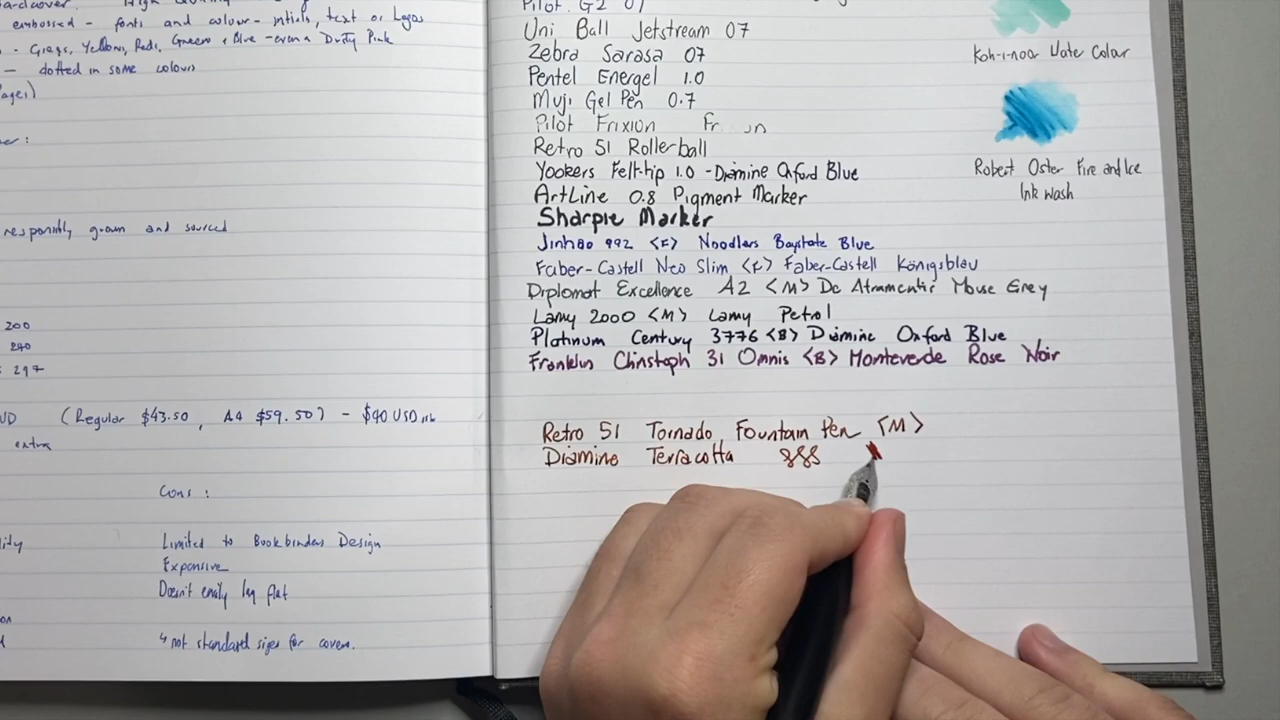 embossed - fonts and colour - initials, text or Logos
- Greys, Yellows, Reds, Greens + Blue - even a Dusty Pink
- dotted in some colours
Pages)
responsibly grown and sourced
200
240
297
(Regular $43.50, A4 $59.50) - $90 USD
extra
Cons:
Limited to Bookbinders Design
Expensive
Doesn't easily lay flat
↳ not standard sizes for covers.
Pilot G2 07
Uni Ball Jetstream 07
Zebra Sarasa 07
Pentel Energel 1.0
Muji Gel Pen 0.7
Pilot Frixion
Retro 51 Rollerball
Yookers Felt-tip 1.0 - Diamine Oxford Blue
ArtLine 0.8 Pigment Marker
Sharpie Marker
Jinhao 992 <F> Noodlers Baystate Blue
Faber-Castell Neo Slim <F> Faber-Castell Königsblau
Diplomat Excellence A2 <M> De Atramentis Mouse Grey
Lamy 2000 <M> Lamy Petrol
Platinum Century 3776 <B> Diamine Oxford Blue
Franklin Christoph 31 Omnis <B> Monteverde Rose Noir
Retro 51 Tornado Fountain Pen <M>
Diamine Terracotta
Koh-i-noor Water Colour
Robert Oster Fire and Ice
Ink wash